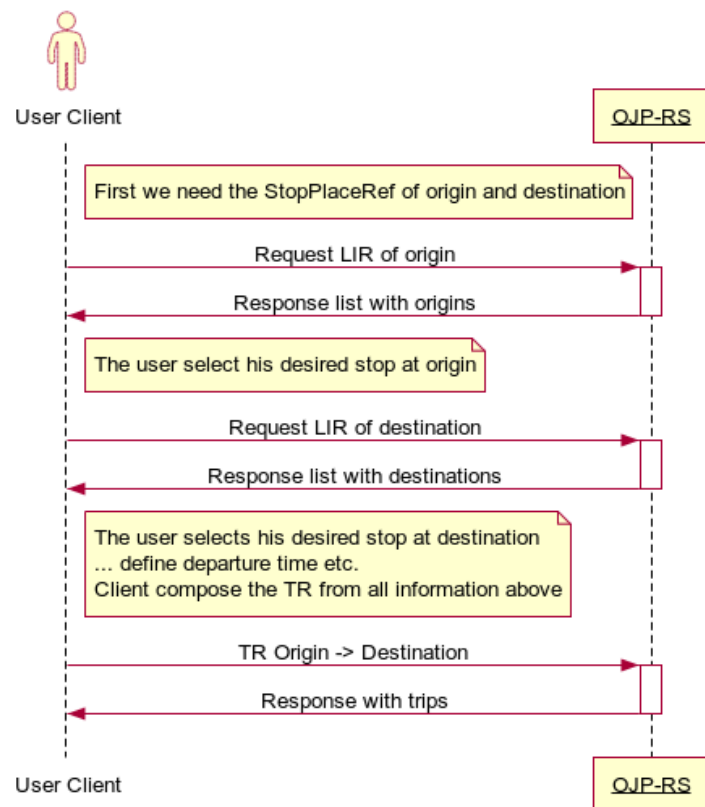 User Client
OJP-RS
First we need the StopPlaceRef of origin and destination
Request LIR of origin
Response list with origins
The user select his desired stop at origin
Request LIR of destination
Response list with destinations
The user selects his desired stop at destination
... define departure time etc.
Client compose the TR from all information above
TR Origin -> Destination
Response with trips
User Client
OJP-RS